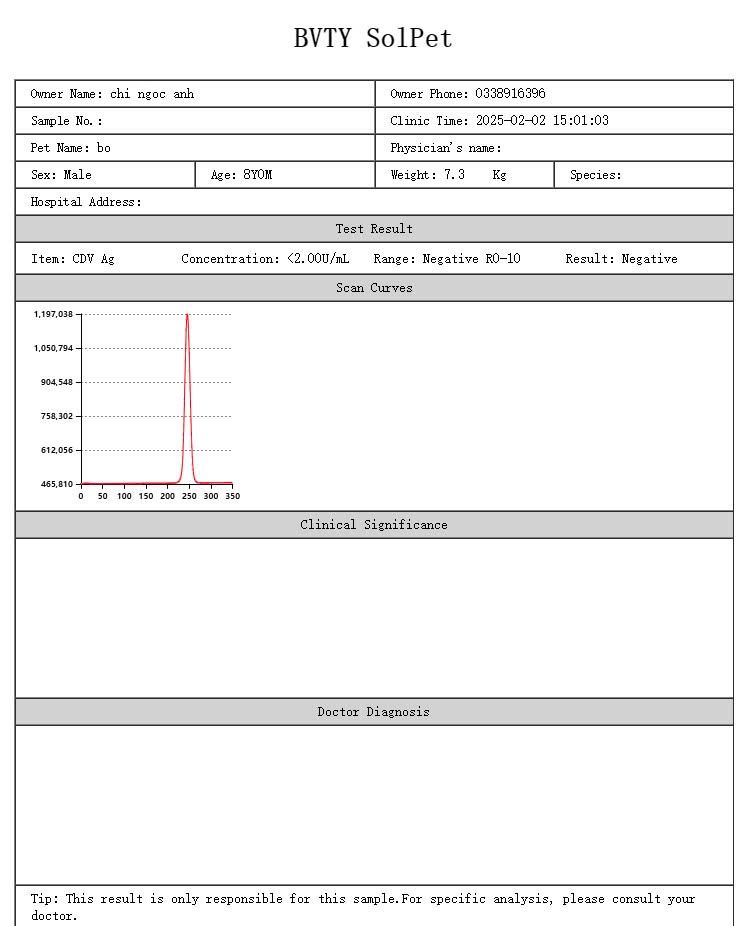 BVTY SolPet
Owner Name: chi ngoc anh Owner Phone: 0338916396
Sample No.: Clinic Time: 2025-02-02 15:01:03
Pet Name: bo Physician's name:
Sex: Male Age: 8Y0M Weight: 7.3 Kg Species:
Hospital Address:
Test Result
Item: CDV Ag Concentration: <2.00U/mL Range: Negative R0-10 Result: Negative
Scan Curves
1,197,038
1,050,794
904,548
758,302
612,056
465,810
0 50 100 150 200 250 300 350
Clinical Significance
Doctor Diagnosis
Tip: This result is only responsible for this sample.For specific analysis, please consult your
doctor.